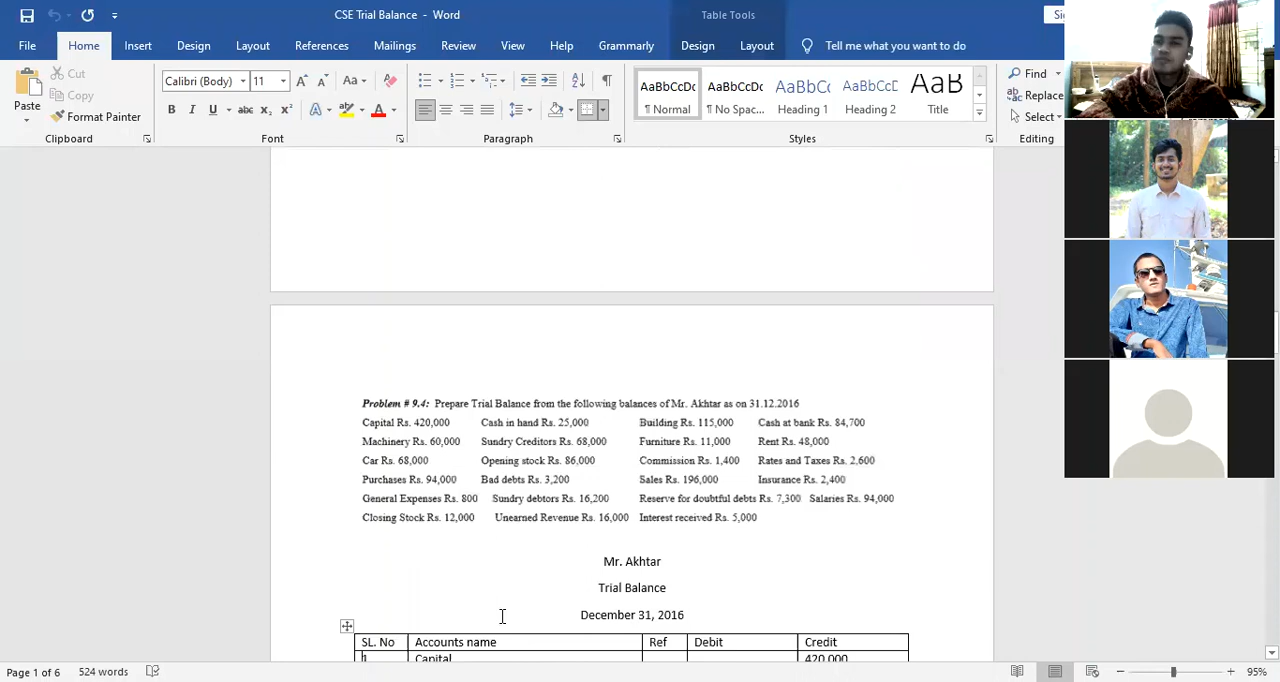 CSE Trial Balance - Word
Table Tools
File Home Insert Design Layout References Mailings Review View Help Grammarly Design Layout Tell me what you want to do
Paste
Cut
Copy
Format Painter
Clipboard
Calibri (Body) 11
Font
Paragraph
AaBbCcDc ¶ Normal
AaBbCcDc ¶ No Spac...
AaBbCc Heading 1
AaBbCcD Heading 2
AaB Title
Styles
Find
Replace
Select
Editing
Problem # 9.4: Prepare Trial Balance from the following balances of Mr. Akhtar as on 31.12.2016
Capital Rs. 420,000 Cash in hand Rs. 25,000 Building Rs. 115,000 Cash at bank Rs. 84,700
Machinery Rs. 60,000 Sundry Creditors Rs. 68,000 Furniture Rs. 11,000 Rent Rs. 48,000
Car Rs. 68,000 Opening stock Rs. 86,000 Commission Rs. 1,400 Rates and Taxes Rs. 2,600
Purchases Rs. 94,000 Bad debts Rs. 3,200 Sales Rs. 196,000 Insurance Rs. 2,400
General Expenses Rs. 800 Sundry debtors Rs. 16,200 Reserve for doubtful debts Rs. 7,300 Salaries Rs. 94,000
Closing Stock Rs. 12,000 Unearned Revenue Rs. 16,000 Interest received Rs. 5,000
Mr. Akhtar
Trial Balance
December 31, 2016
SL. No Accounts name Ref Debit Credit
1 Capital 420,000
Page 1 of 6 524 words 95%